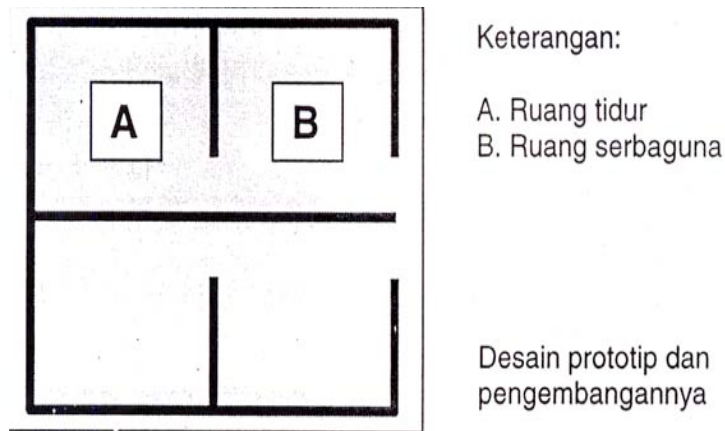 A
B
Keterangan:
A. Ruang tidur
B. Ruang serbaguna
Desain prototip dan
pengembangannya